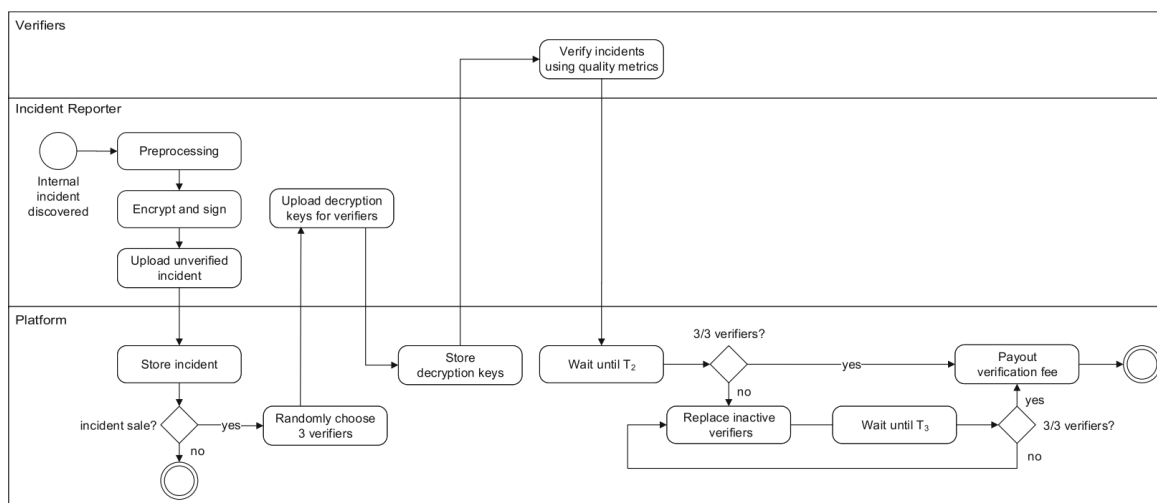 Verifiers
Verify incidents
using quality metrics
Incident Reporter
Internal
incident
discovered
Preprocessing
Encrypt and sign
Upload unverified
incident
Upload decryption
keys for verifiers
Platform
Store incident
incident sale?
yes
no
Randomly choose
3 verifiers
Store
decryption keys
Wait until T₂
3/3 verifiers?
yes
no
Payout
verification fee
Replace inactive
verifiers
Wait until T₃
yes
3/3 verifiers?
no